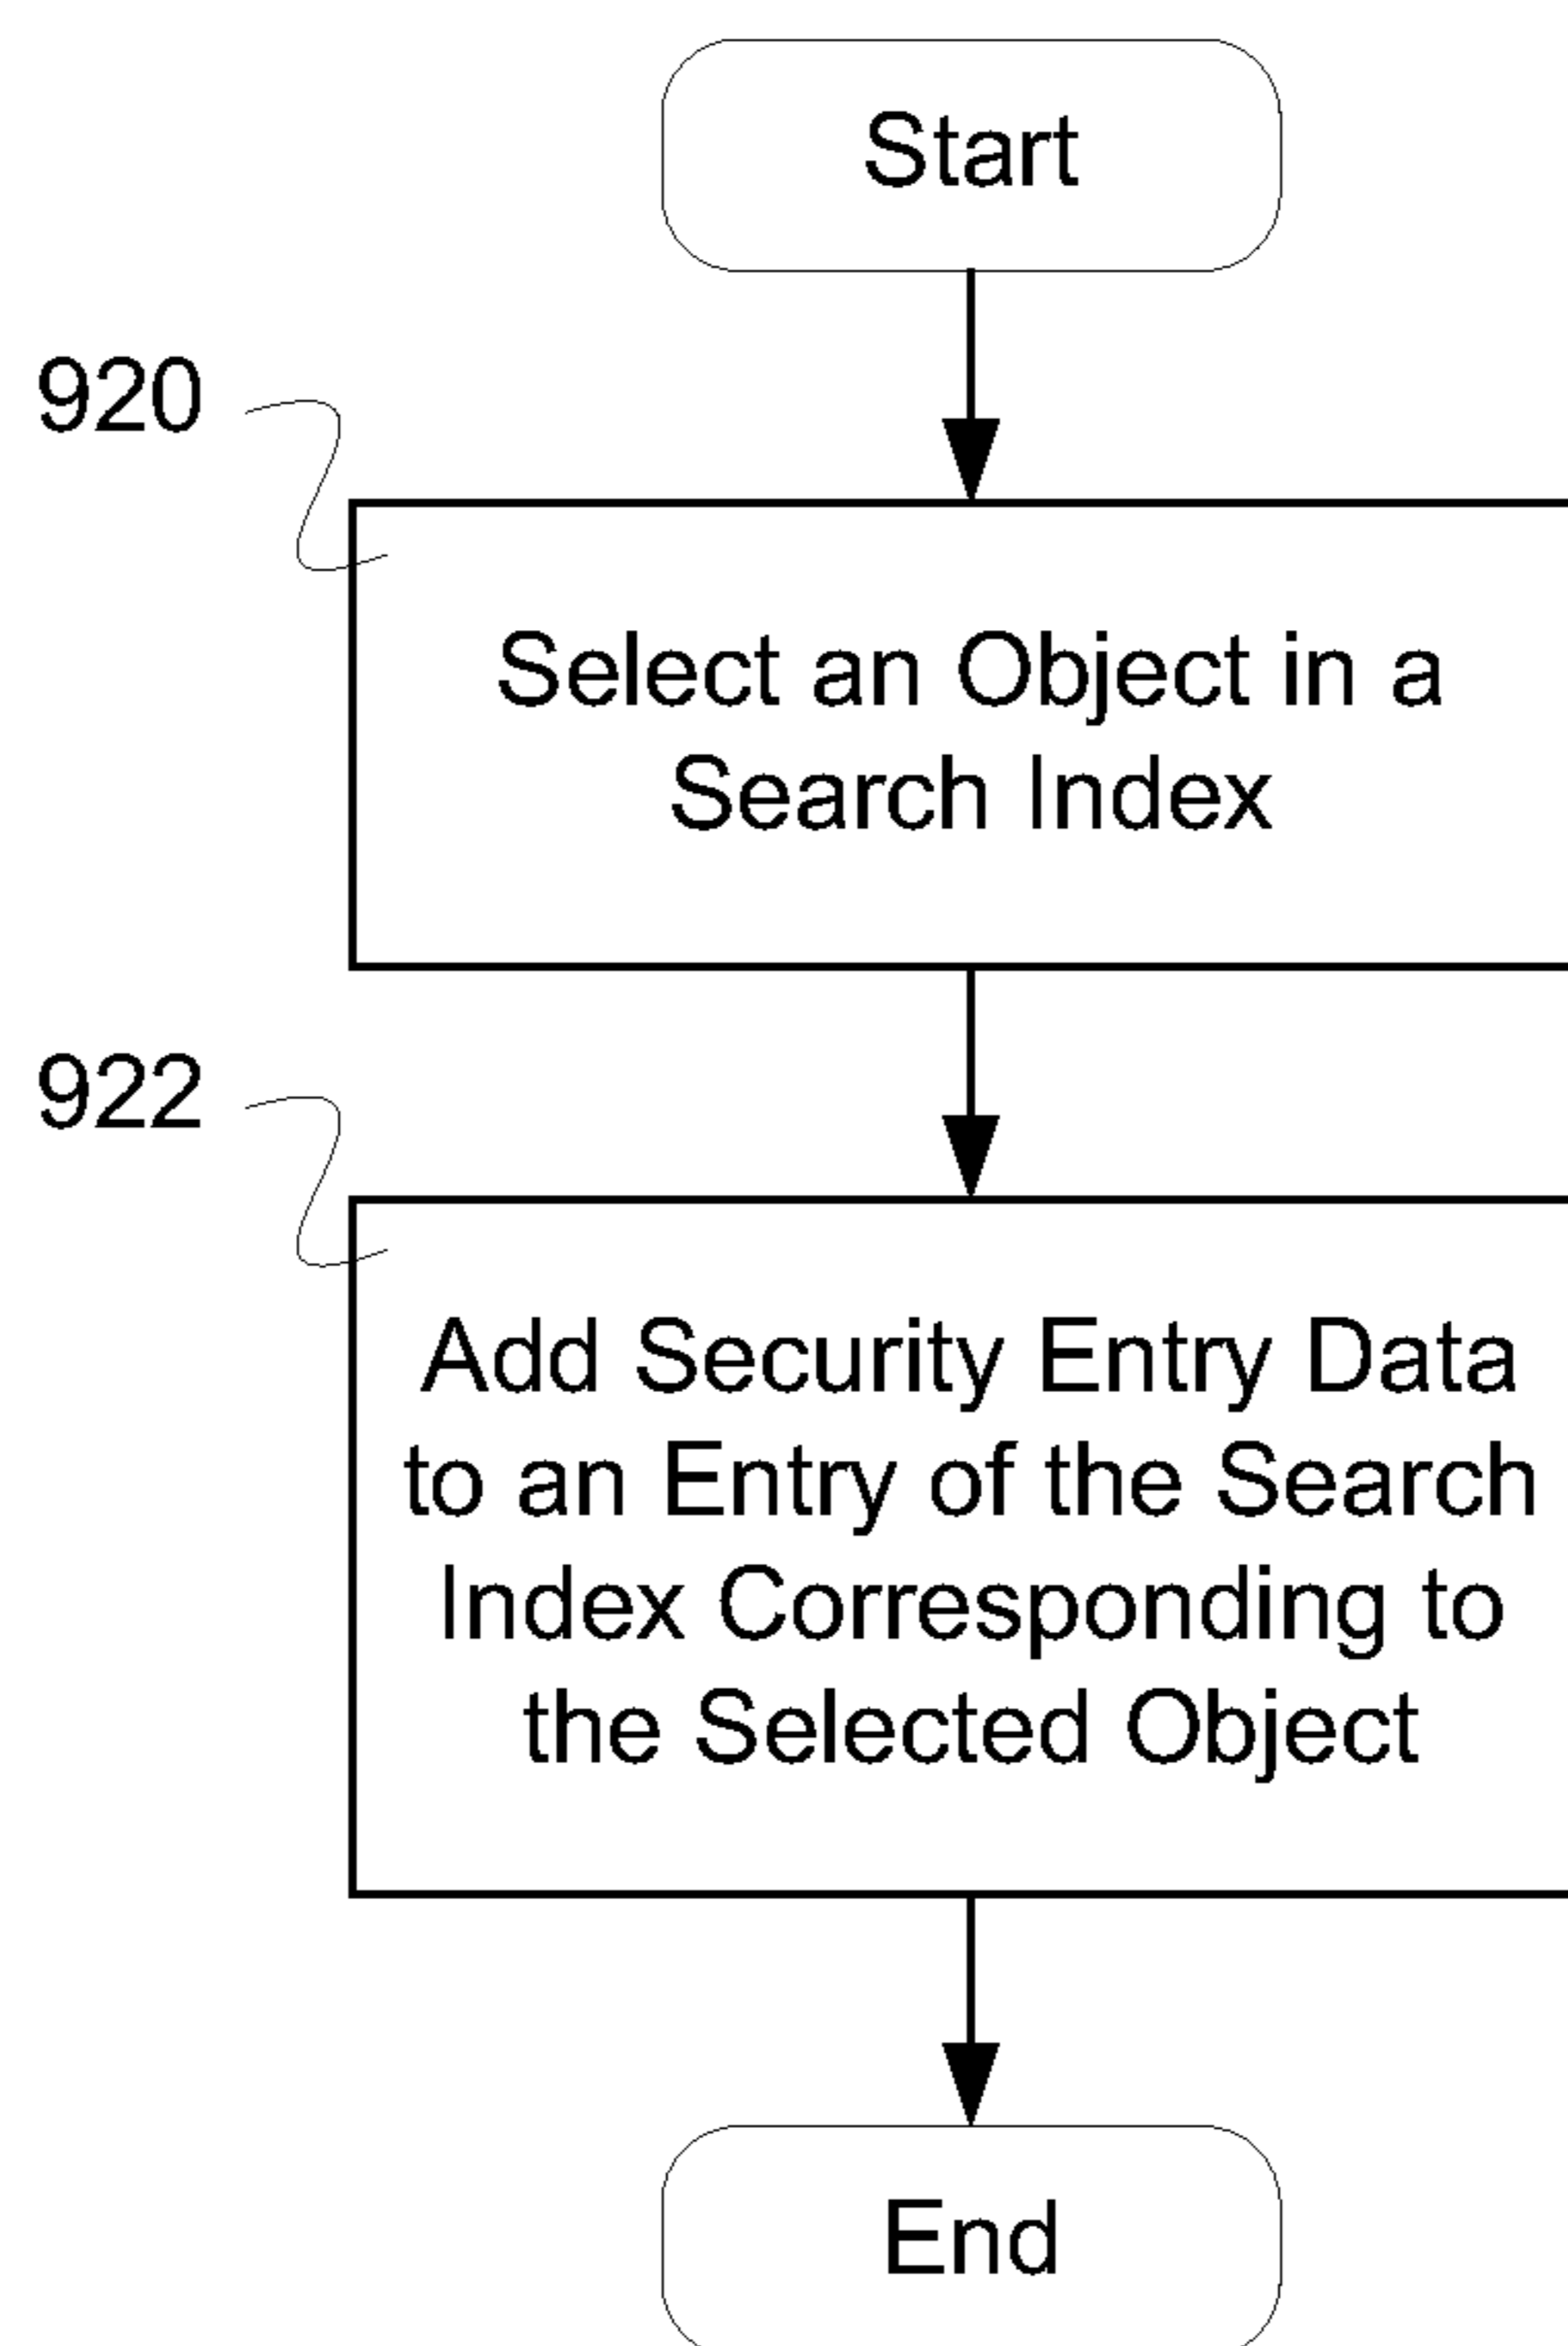 Start
920
Select an Object in a
Search Index
922
Add Security Entry Data
to an Entry of the Search
Index Corresponding to
the Selected Object
End